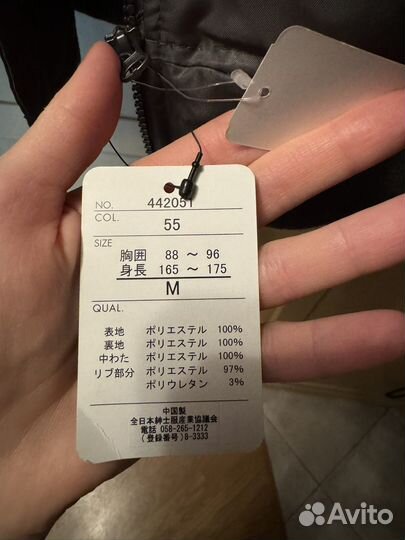 NO. 442051
COL. 55
SIZE
胸囲 88 ～ 96
身長 165 ～ 175
M
QUAL.
表地 ポリエステル 100%
裏地 ポリエステル 100%
中わた ポリエステル 100%
リブ部分 ポリエステル 97%
ポリウレタン 3%
中国製
全日本紳士服産業協議会
電話 058-265-1212
(登録番号) 8-3333
Avito